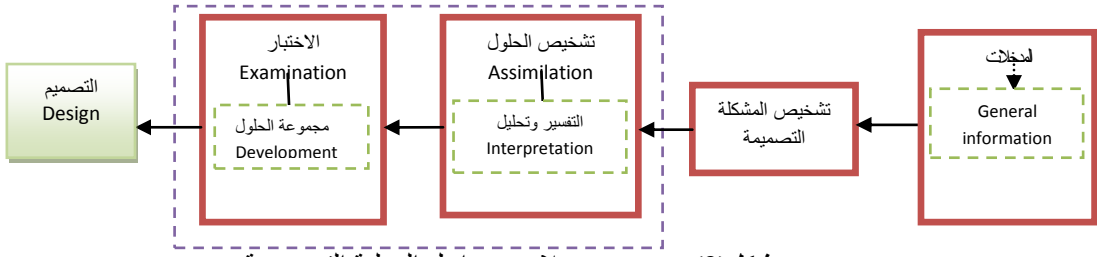 المدخلات
General
information
تشخيص المشكلة
التصميمة
تشخيص الحلول
Assimilation
التفسير وتحليل
Interpretation
الاختبار
Examination
مجموعة الحلول
Development
التصميم
Design